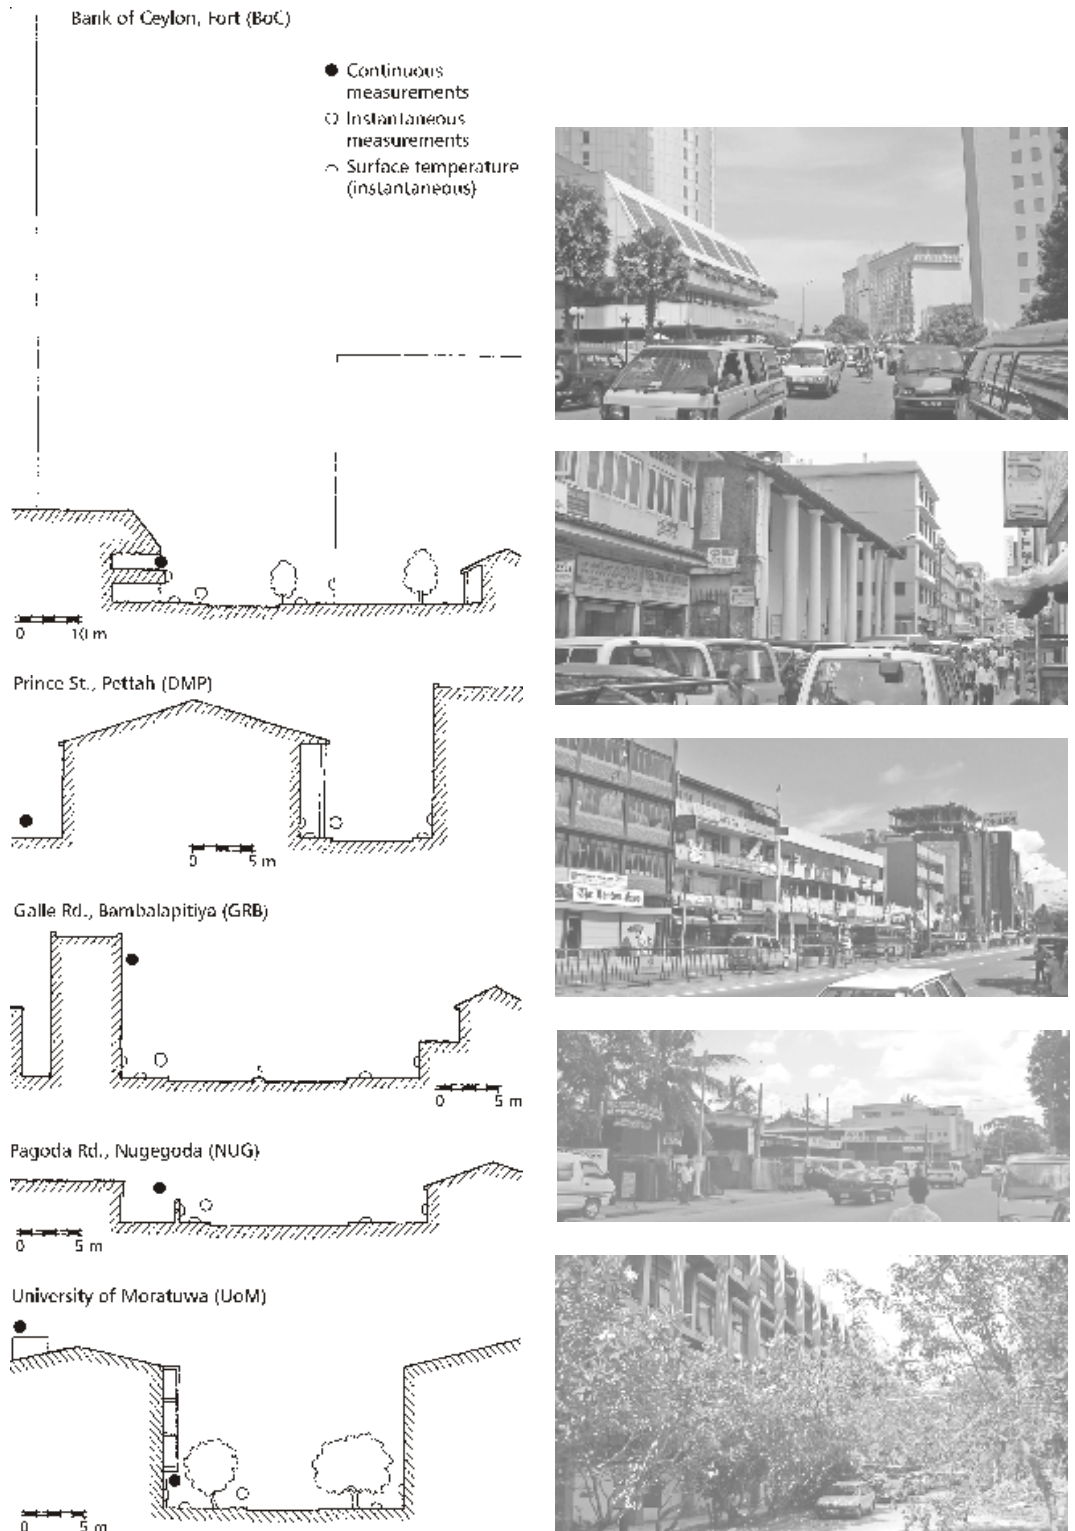 Bank of Ceylon, Fort (BoC)
Continuous
measurements
Instantaneous
measurements
Surface temperature
(instantaneous)
0 10 m
Prince St., Pettah (DMP)
0 5 m
Galle Rd., Bambalapitiya (GRB)
0 5 m
Pagoda Rd., Nugegoda (NUG)
0 5 m
University of Moratuwa (UoM)
0 5 m